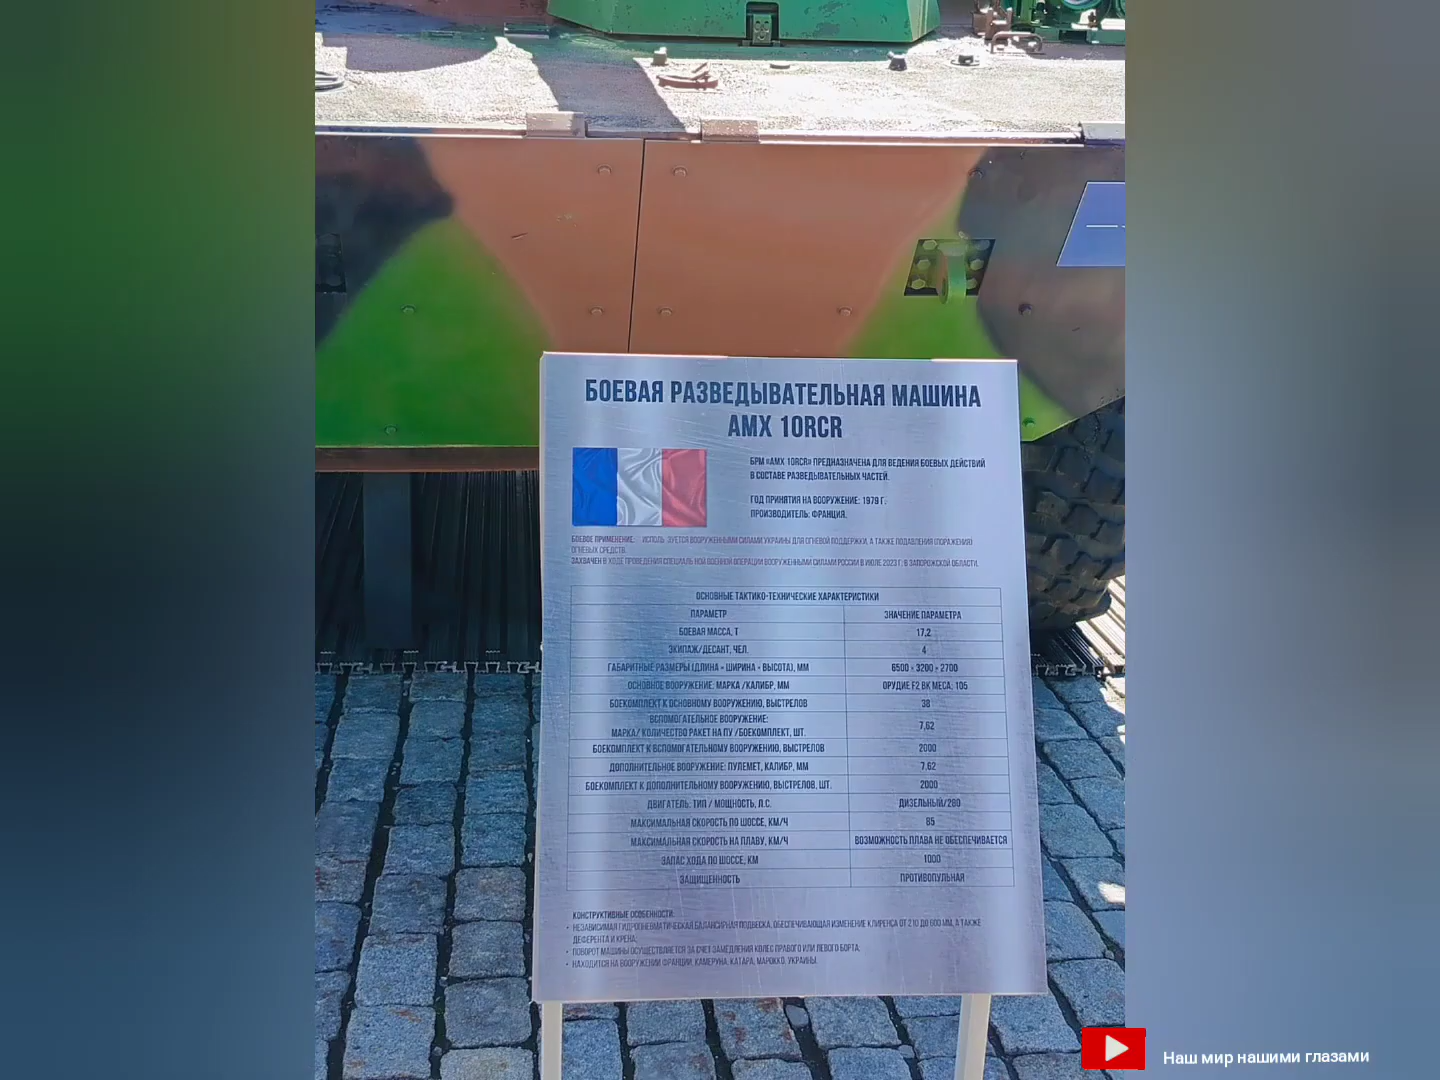 БОЕВАЯ РАЗВЕДЫВАТЕЛЬНАЯ МАШИНА
AMX 10RCR
БРМ «AMX 10RCR» ПРЕДНАЗНАЧЕНА ДЛЯ ВЕДЕНИЯ БОЕВЫХ ДЕЙСТВИЙ
В СОСТАВЕ РАЗВЕДЫВАТЕЛЬНЫХ ЧАСТЕЙ.
ГОД ПРИНЯТИЯ НА ВООРУЖЕНИЕ: 1979 Г.
ПРОИЗВОДИТЕЛЬ: ФРАНЦИЯ.
БОЕВОЕ ПРИМЕНЕНИЕ. ИСПОЛЬЗУЕТСЯ ВООРУЖЕННЫМИ СИЛАМИ УКРАИНЫ ДЛЯ ОГНЕВОЙ ПОДДЕРЖКИ, А ТАКЖЕ ПОДАВЛЕНИЯ (ПОРАЖЕНИЯ)
ОГНЕВЫХ СРЕДСТВ.
ЗАХВАЧЕН В ХОДЕ ПРОВЕДЕНИЯ СПЕЦИАЛЬНОЙ ВОЕННОЙ ОПЕРАЦИИ ВООРУЖЕННЫМИ СИЛАМИ РОССИИ В ИЮЛЕ 2023 Г. В ЗАПОРОЖСКОЙ ОБЛАСТИ.
ОСНОВНЫЕ ТАКТИКО-ТЕХНИЧЕСКИЕ ХАРАКТЕРИСТИКИ
ПАРАМЕТР ЗНАЧЕНИЕ ПАРАМЕТРА
БОЕВАЯ МАССА, Т 17,2
ЭКИПАЖ/ДЕСАНТ, ЧЕЛ. 4
ГАБАРИТНЫЕ РАЗМЕРЫ (ДЛИНА × ШИРИНА × ВЫСОТА), ММ 6500 × 3200 × 2700
ОСНОВНОЕ ВООРУЖЕНИЕ: МАРКА /КАЛИБР, ММ ОРУДИЕ F2 BK MECA: 105
БОЕКОМПЛЕКТ К ОСНОВНОМУ ВООРУЖЕНИЮ, ВЫСТРЕЛОВ 38
ВСПОМОГАТЕЛЬНОЕ ВООРУЖЕНИЕ:
МАРКА/ КОЛИЧЕСТВО РАКЕТ НА ПУ /БОЕКОМПЛЕКТ, ШТ. 7,62
БОЕКОМПЛЕКТ К ВСПОМОГАТЕЛЬНОМУ ВООРУЖЕНИЮ, ВЫСТРЕЛОВ 2000
ДОПОЛНИТЕЛЬНОЕ ВООРУЖЕНИЕ: ПУЛЕМЕТ, КАЛИБР, ММ 7,62
БОЕКОМПЛЕКТ К ДОПОЛНИТЕЛЬНОМУ ВООРУЖЕНИЮ, ВЫСТРЕЛОВ, ШТ. 2000
ДВИГАТЕЛЬ: ТИП / МОЩНОСТЬ, Л.С. ДИЗЕЛЬНЫЙ/280
МАКСИМАЛЬНАЯ СКОРОСТЬ ПО ШОССЕ, КМ/Ч 85
МАКСИМАЛЬНАЯ СКОРОСТЬ НА ПЛАВУ, КМ/Ч ВОЗМОЖНОСТЬ ПЛАВА НЕ ОБЕСПЕЧИВАЕТСЯ
ЗАПАС ХОДА ПО ШОССЕ, КМ 1000
ЗАЩИЩЕННОСТЬ ПРОТИВОПУЛЬНАЯ
КОНСТРУКТИВНЫЕ ОСОБЕННОСТИ:
• НЕЗАВИСИМАЯ ГИДРОПНЕВМАТИЧЕСКАЯ БАЛАНСИРНАЯ ПОДВЕСКА, ОБЕСПЕЧИВАЮЩАЯ ИЗМЕНЕНИЕ КЛИРЕНСА ОТ 210 ДО 600 ММ, А ТАКЖЕ
ДЕФЕРЕНТА И КРЕНА;
• ПОВОРОТ МАШИНЫ ОСУЩЕСТВЛЯЕТСЯ ЗА СЧЕТ ЗАМЕДЛЕНИЯ КОЛЕС ПРАВОГО ИЛИ ЛЕВОГО БОРТА.
• НАХОДИТСЯ НА ВООРУЖЕНИИ ФРАНЦИИ, КАМЕРУНА, КАТАРА, МАРОККО, УКРАИНЫ.
Наш мир нашими глазами